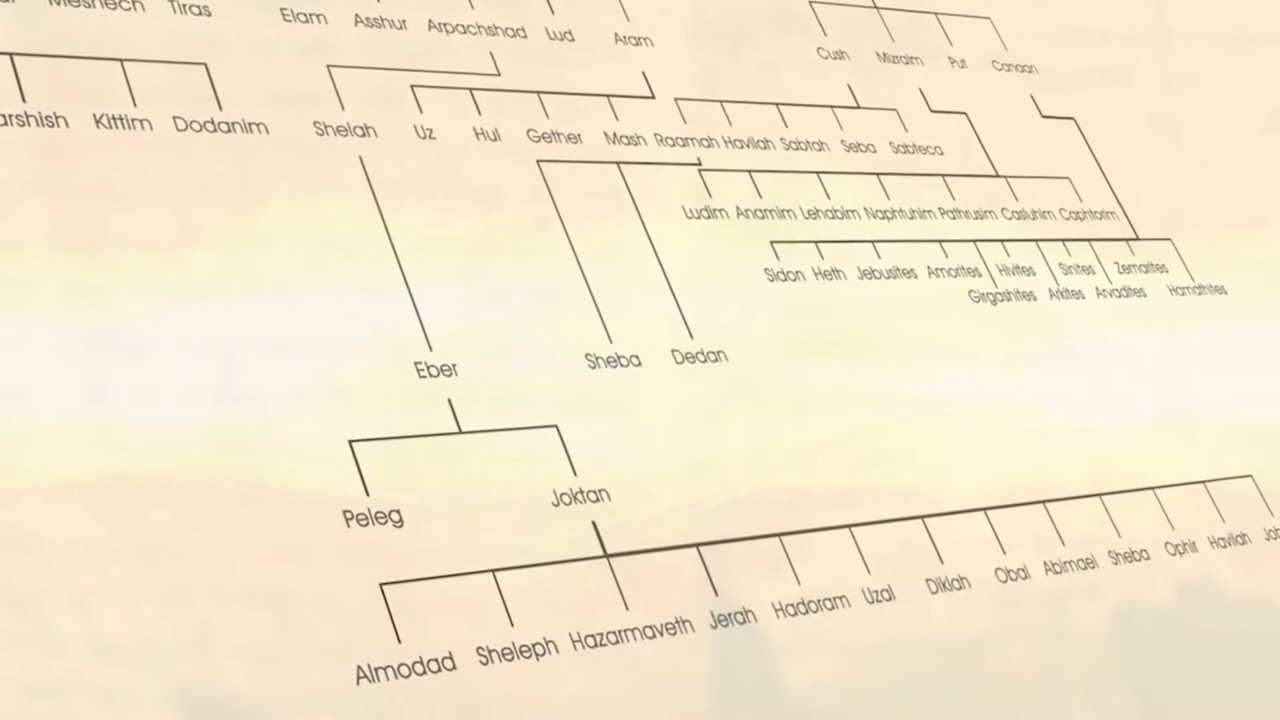 Meshech Tiras Elam Asshur Arpachshad Lud Aram
Cush Mizraim Put Canaan
Kittim Dodanim Shelah Uz Hul Gether Mash Raamah Havilah Sabtah Seba Sabteca
Ludim Anamim Lehabim Naphtuhim Pathrusim Casluhim Caphtorim
Sidon Heth Jebusites Amorites Hivites Sinites Zemarites
Girgashites Arkites Arvadites Hamathites
Eber Sheba Dedan
Peleg Joktan
Almodad Sheleph Hazarmaveth Jerah Hadoram Uzal Diklah Obal Abimael Sheba Ophir Havilah